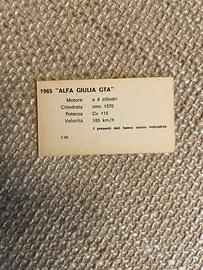 1965 "ALFA GIULIA GTA"
Motore a 4 cilindri
Cilindrata cmc 1570
Potenza Cv 115
Velocità 185 km/h
I presenti dati hanno valore indicativo